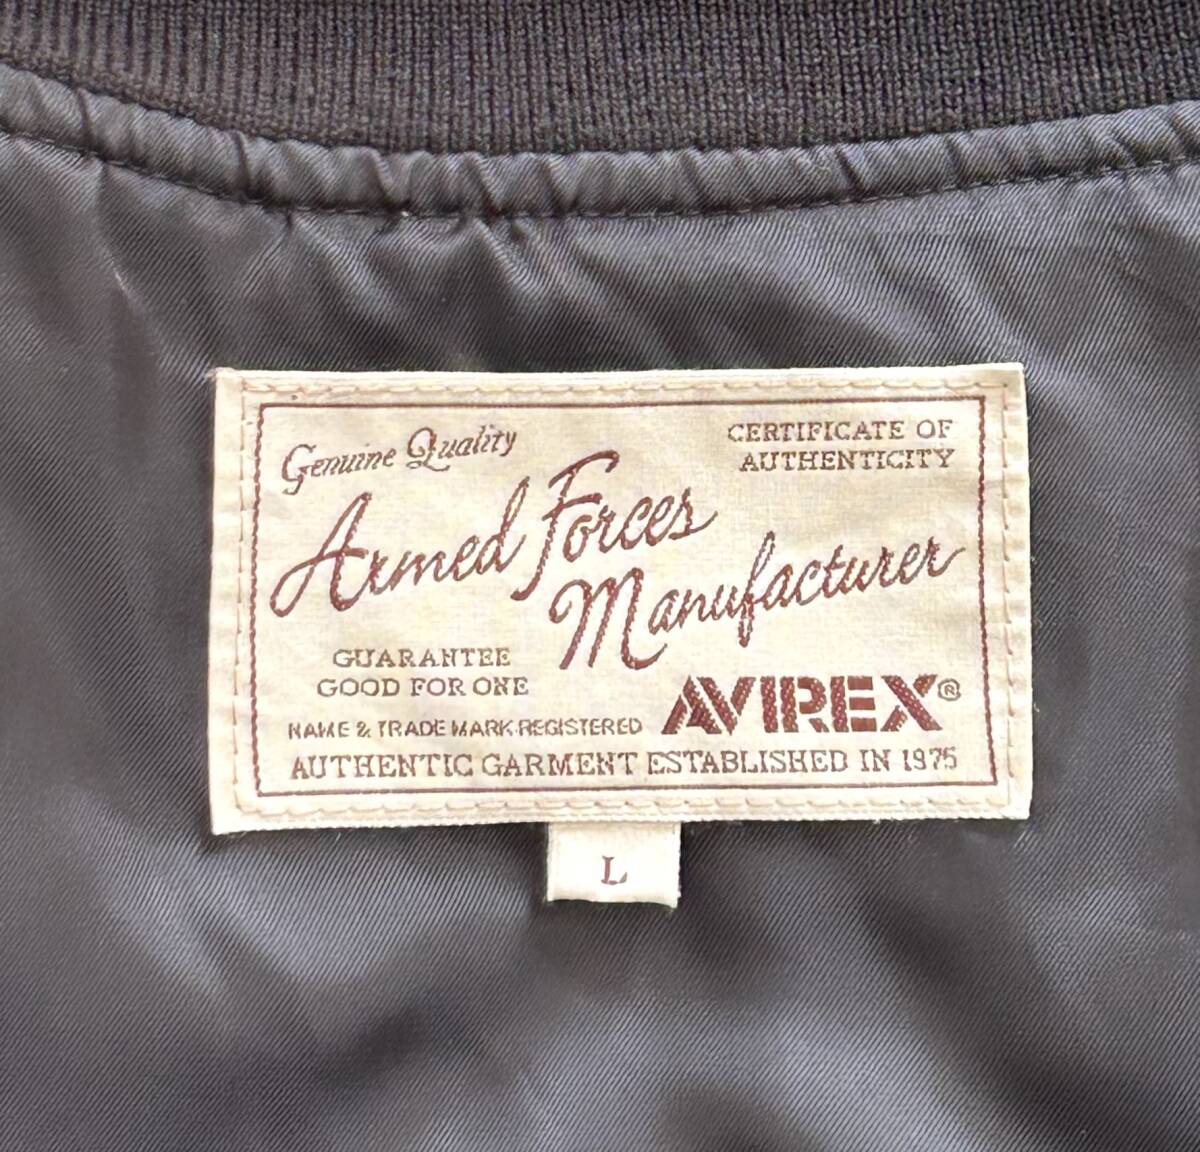 Genuine Quality
CERTIFICATE OF
AUTHENTICITY
Armed Forces
Manufacturer
GUARANTEE
GOOD FOR ONE
AVIREX®
NAME & TRADE MARK REGISTERED
AUTHENTIC GARMENT ESTABLISHED IN 1975
L